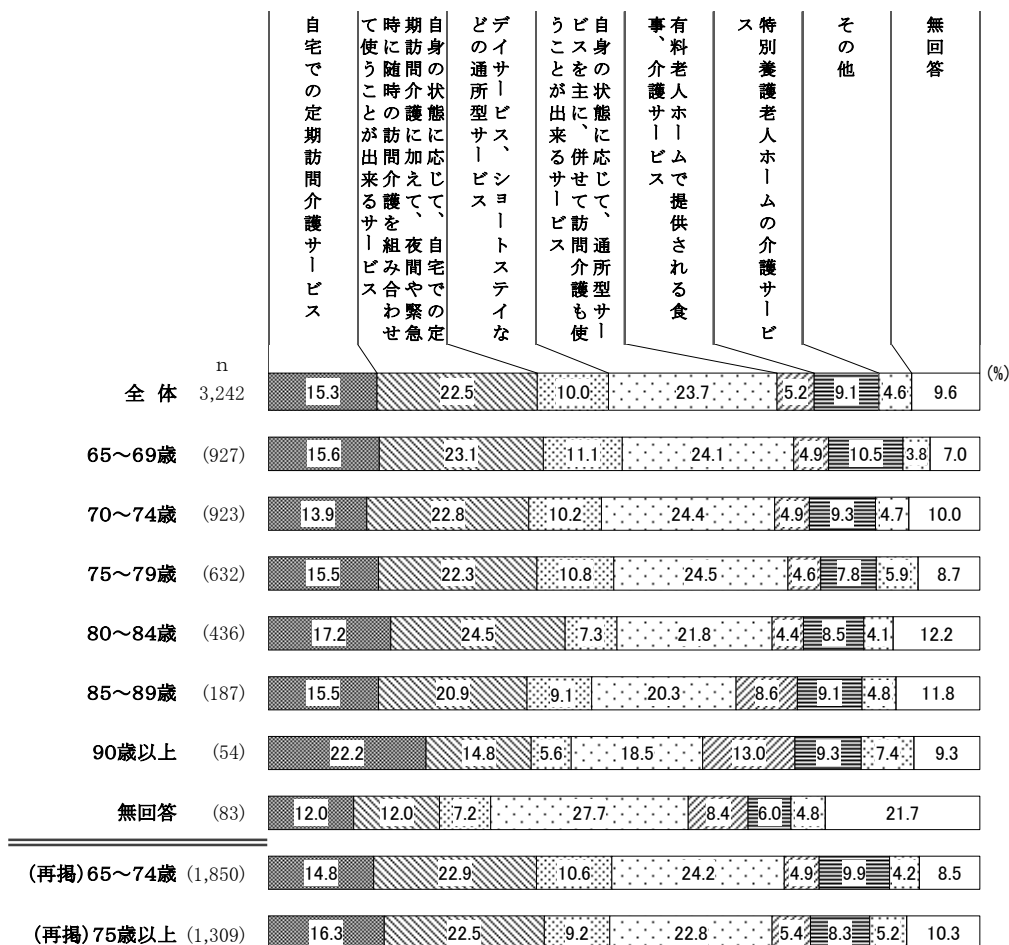 自宅での定期訪問介護サービス
自身の状態に応じて、自宅での定
期訪問介護に加えて、夜間や緊急
時に随時の訪問介護を組み合わせ
て使うことが出来るサービス
デイサービス、ショートステイな
どの通所型サービス
自身の状態に応じて、通所型サー
ビスを主に、併せて訪問介護も使
うことが出来るサービス
有料老人ホームで提供される食
事、介護サービス
特別養護老人ホームの介護サービ
ス
その他
無回答
n
(%)
全 体 3,242 15.3 22.5 10.0 23.7 5.2 9.1 4.6 9.6
65～69歳 (927) 15.6 23.1 11.1 24.1 4.9 10.5 3.8 7.0
70～74歳 (923) 13.9 22.8 10.2 24.4 4.9 9.3 4.7 10.0
75～79歳 (632) 15.5 22.3 10.8 24.5 4.6 7.8 5.9 8.7
80～84歳 (436) 17.2 24.5 7.3 21.8 4.4 8.5 4.1 12.2
85～89歳 (187) 15.5 20.9 9.1 20.3 8.6 9.1 4.8 11.8
90歳以上 (54) 22.2 14.8 5.6 18.5 13.0 9.3 7.4 9.3
無回答 (83) 12.0 12.0 7.2 27.7 8.4 6.0 4.8 21.7
(再掲)65～74歳 (1,850) 14.8 22.9 10.6 24.2 4.9 9.9 4.2 8.5
(再掲)75歳以上 (1,309) 16.3 22.5 9.2 22.8 5.4 8.3 5.2 10.3